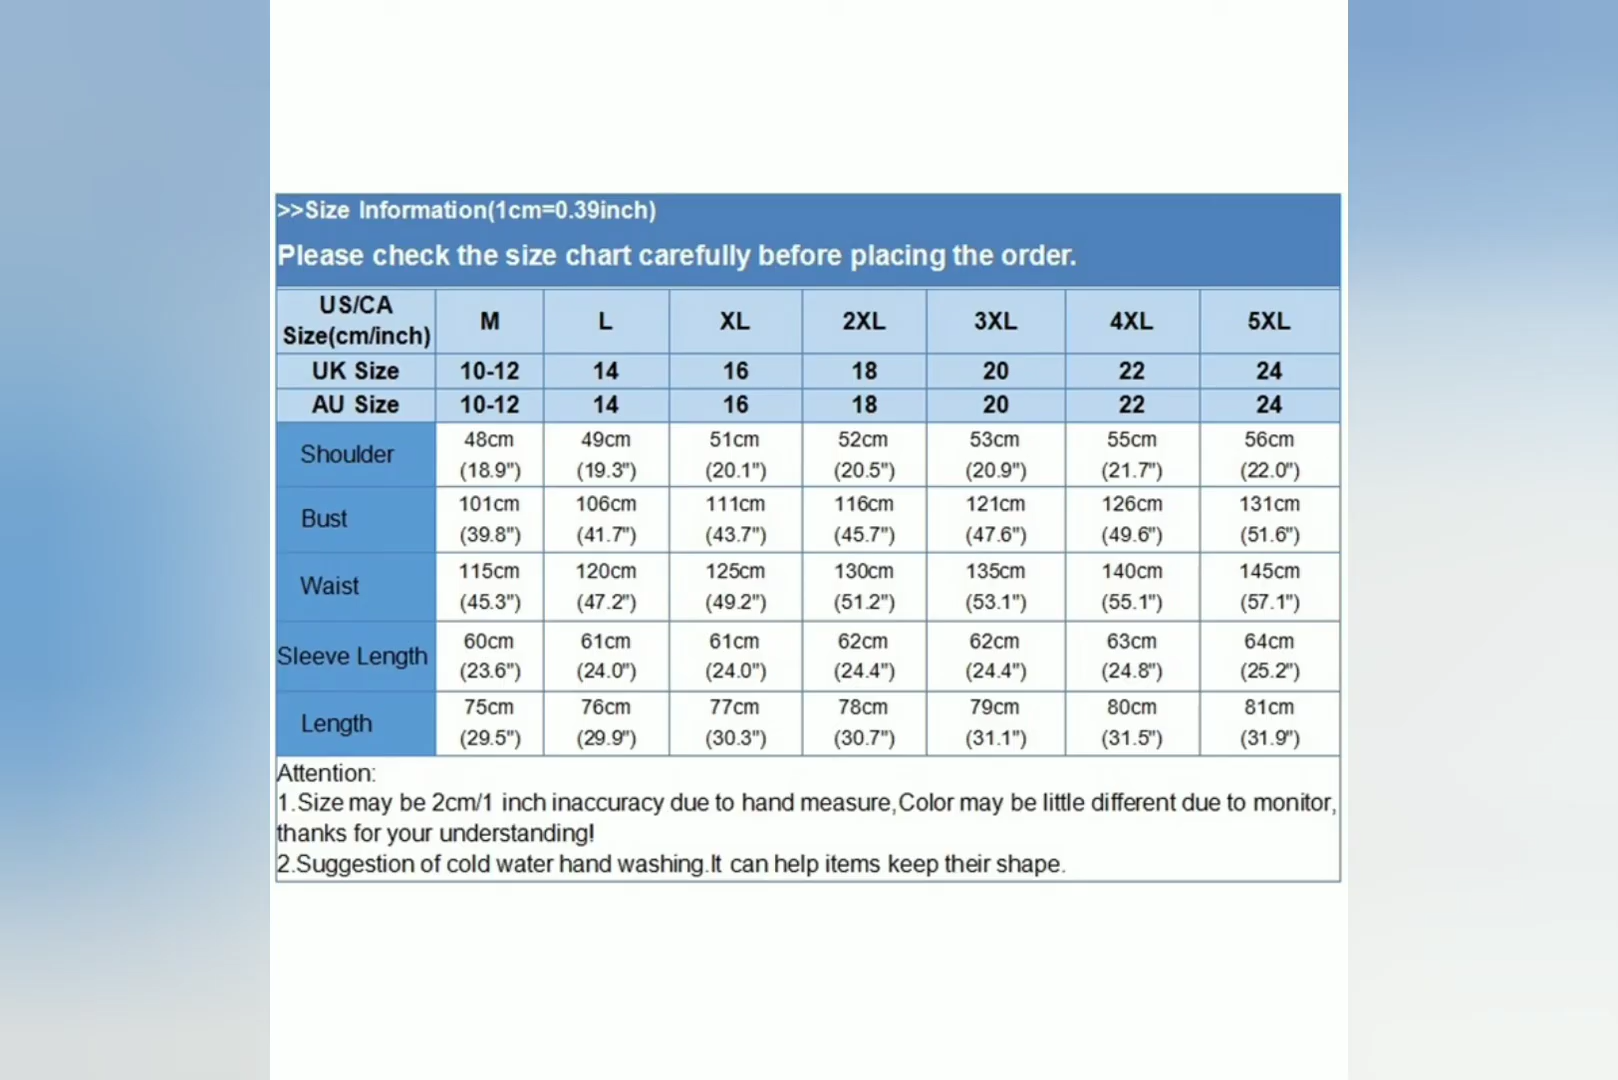 >>Size Information(1cm=0.39inch)
Please check the size chart carefully before placing the order.
US/CA Size(cm/inch) M L XL 2XL 3XL 4XL 5XL
UK Size 10-12 14 16 18 20 22 24
AU Size 10-12 14 16 18 20 22 24
Shoulder 48cm (18.9") 49cm (19.3") 51cm (20.1") 52cm (20.5") 53cm (20.9") 55cm (21.7") 56cm (22.0")
Bust 101cm (39.8") 106cm (41.7") 111cm (43.7") 116cm (45.7") 121cm (47.6") 126cm (49.6") 131cm (51.6")
Waist 115cm (45.3") 120cm (47.2") 125cm (49.2") 130cm (51.2") 135cm (53.1") 140cm (55.1") 145cm (57.1")
Sleeve Length 60cm (23.6") 61cm (24.0") 61cm (24.0") 62cm (24.4") 62cm (24.4") 63cm (24.8") 64cm (25.2")
Length 75cm (29.5") 76cm (29.9") 77cm (30.3") 78cm (30.7") 79cm (31.1") 80cm (31.5") 81cm (31.9")
Attention:
1.Size may be 2cm/1 inch inaccuracy due to hand measure,Color may be little different due to monitor,
thanks for your understanding!
2.Suggestion of cold water hand washing.It can help items keep their shape.